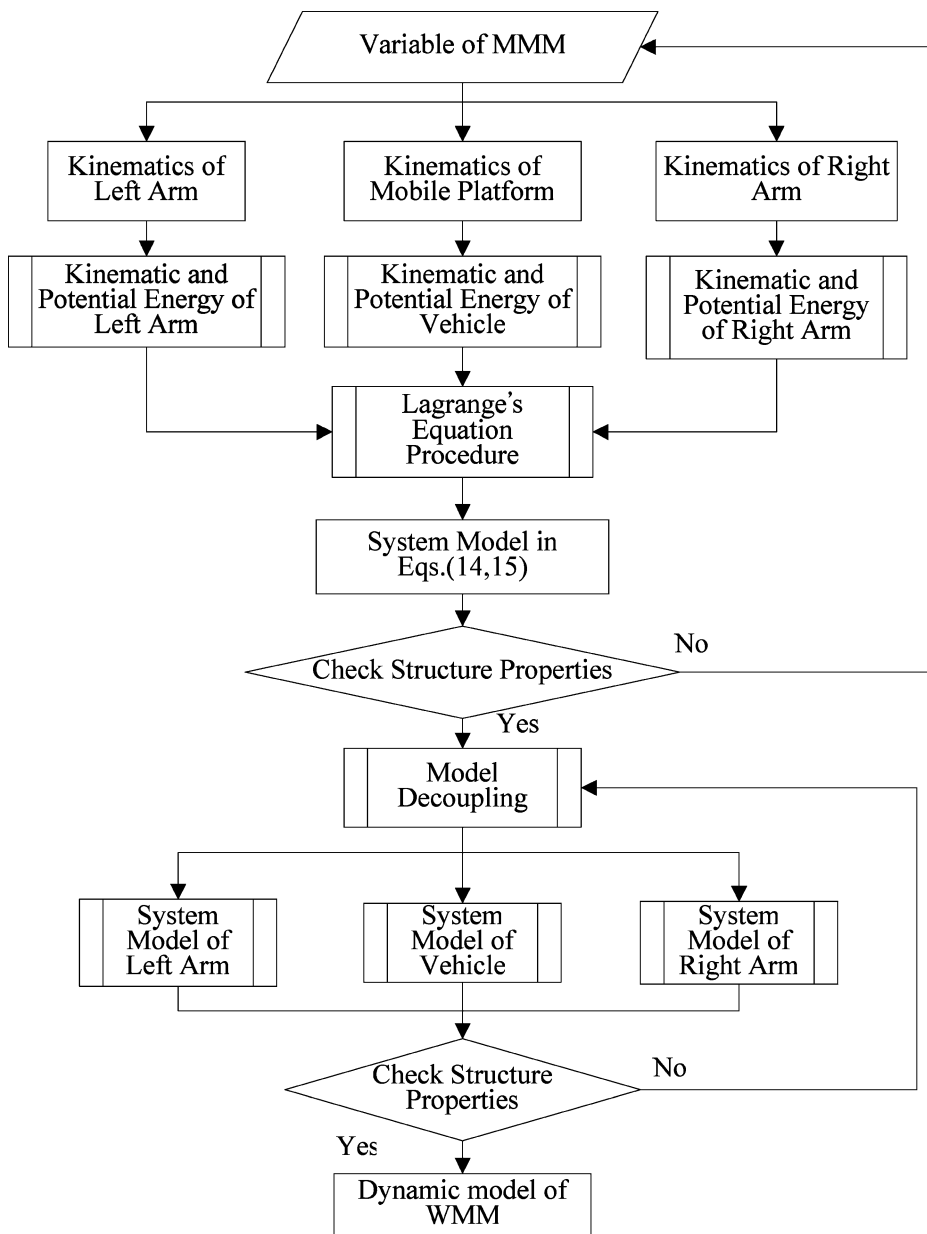 Variable of MMM
Kinematics of
Left Arm
Kinematics of
Mobile Platform
Kinematics of Right
Arm
Kinematic and
Potential Energy of
Left Arm
Kinematic and
Potential Energy of
Vehicle
Kinematic and
Potential Energy
of Right Arm
Lagrange's
Equation
Procedure
System Model in
Eqs.(14,15)
Check Structure Properties
No
Yes
Model
Decoupling
System
Model of
Left Arm
System
Model of
Vehicle
System
Model of
Right Arm
Check Structure
Properties
No
Yes
Dynamic model of
WMM